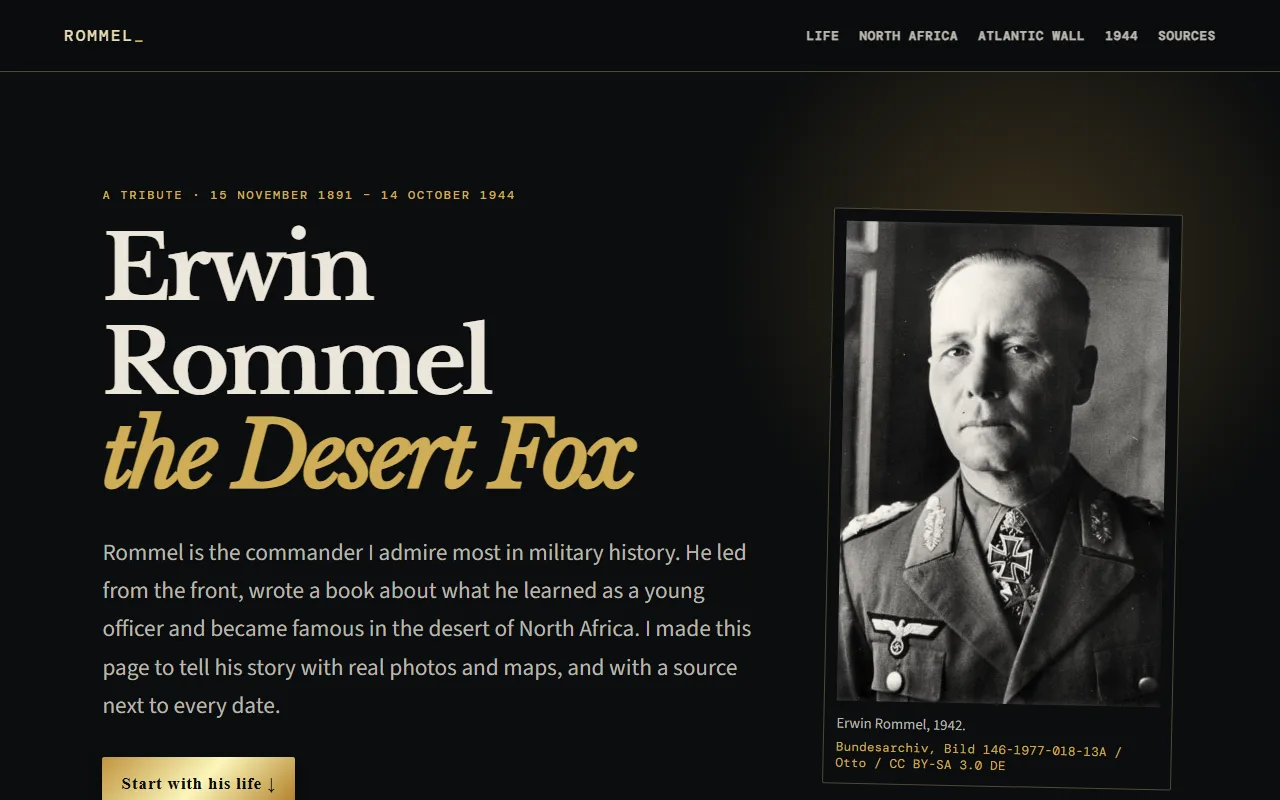 ROMMEL_
LIFE NORTH AFRICA ATLANTIC WALL 1944 SOURCES
A TRIBUTE · 15 NOVEMBER 1891 – 14 OCTOBER 1944
Erwin
Rommel
the Desert Fox
Rommel is the commander I admire most in military history. He led
from the front, wrote a book about what he learned as a young
officer and became famous in the desert of North Africa. I made this
page to tell his story with real photos and maps, and with a source
next to every date.
Start with his life ↓
Erwin Rommel, 1942.
Bundesarchiv, Bild 146-1977-018-13A /
Otto / CC BY-SA 3.0 DE